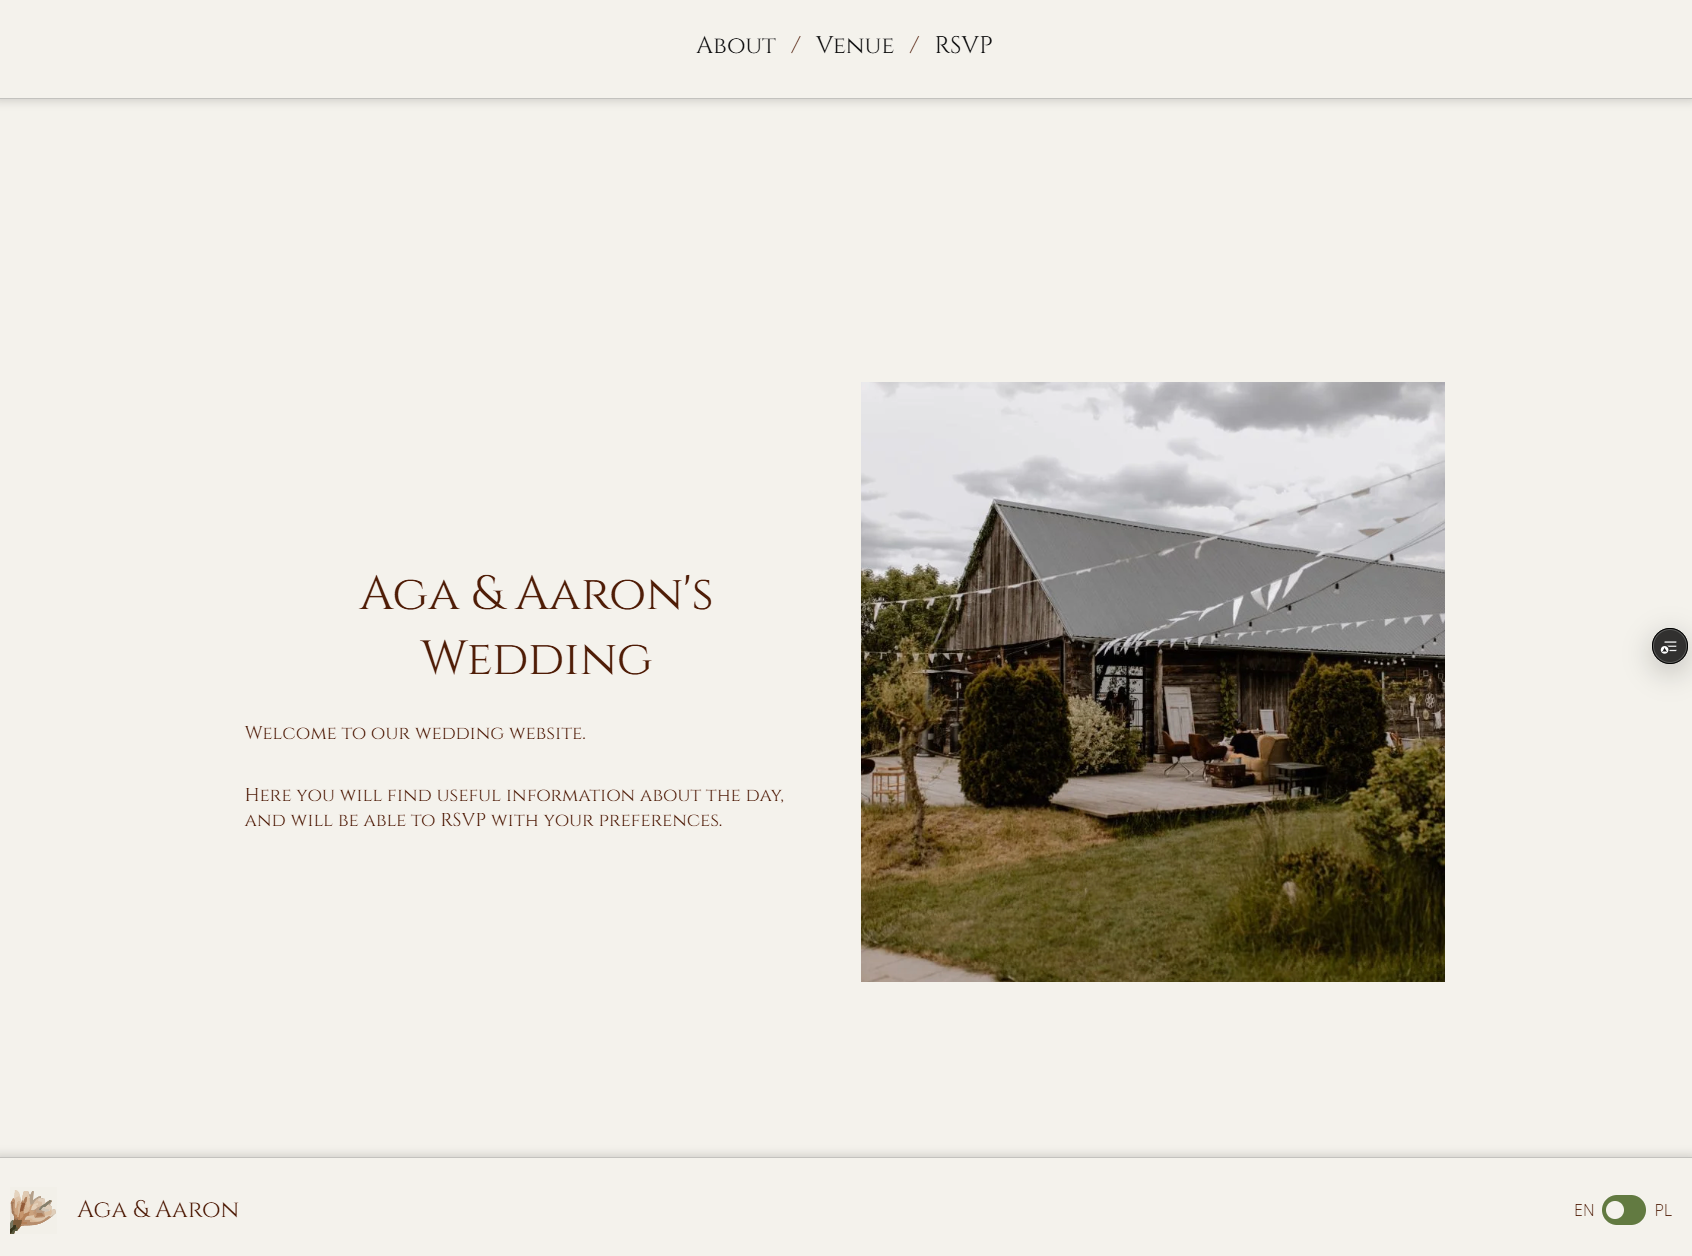 About / Venue / RSVP
Aga & Aaron's
Wedding
Welcome to our wedding website.
Here you will find useful information about the day,
and will be able to RSVP with your preferences.
Aga & Aaron
EN PL